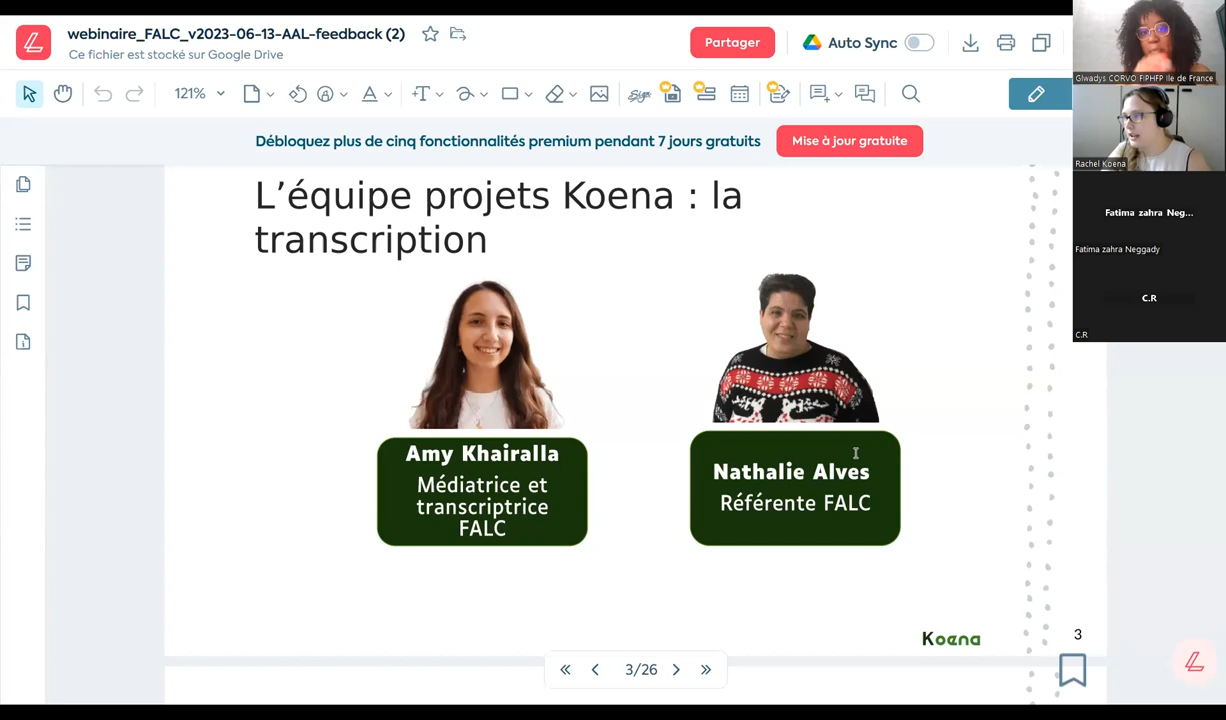 webinaire_FALC_v2023-06-13-AAL-feedback (2)
Ce fichier est stocké sur Google Drive
Partager
Auto Sync
121%
T
Sign
Débloquez plus de cinq fonctionnalités premium pendant 7 jours gratuits
Mise à jour gratuite
L’équipe projets Koena : la
transcription
Amy Khairalla
Médiatrice et
transcriptrice
FALC
Nathalie Alves
Référente FALC
Koena
3
3/26
Glwadys CORVO FIPHFP Ile de France
Rachel Koena
Fatima zahra Neg...
Fatima zahra Neggady
C.R
C.R